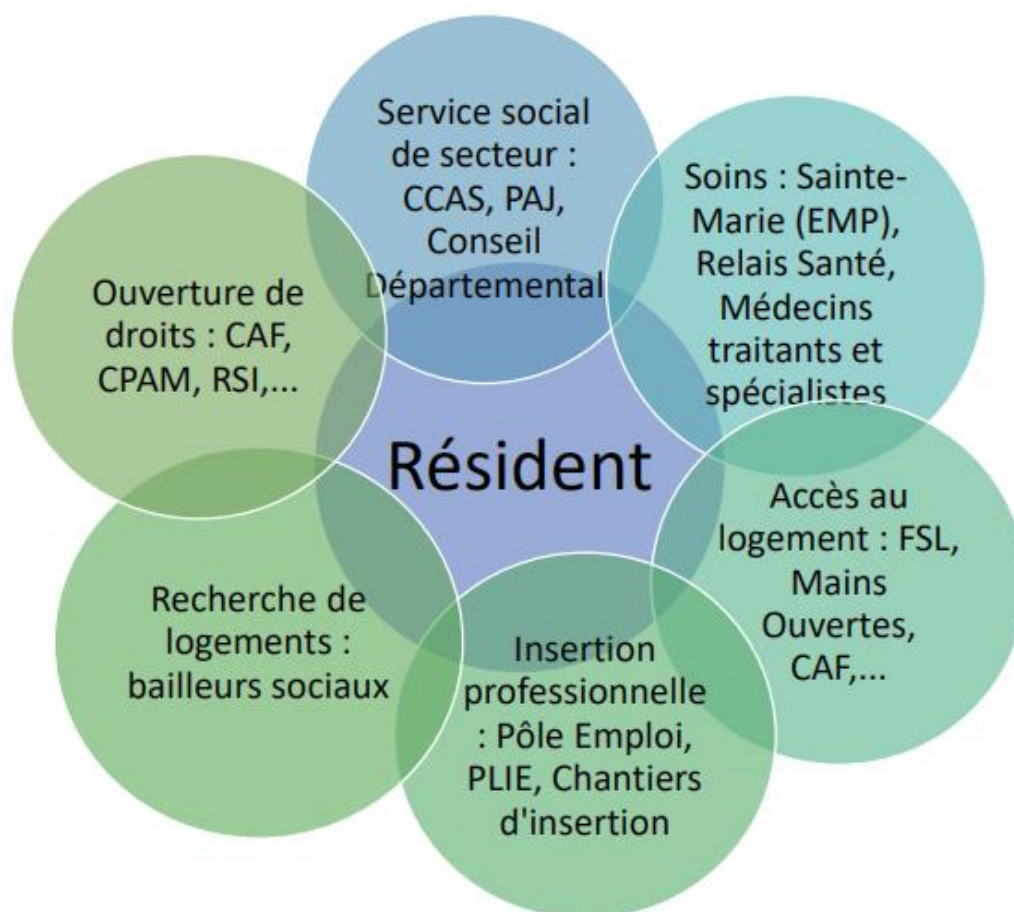 Service social
de secteur :
CCAS, PAJ,
Conseil
Départemental
Soins : Sainte-
Marie (EMP),
Relais Santé,
Médecins
traitants et
spécialistes
Accès au
logement : FSL,
Mains
Ouvertes,
CAF,...
Insertion
professionnelle
: Pôle Emploi,
PLIE, Chantiers
d'insertion
Recherche de
logements :
bailleurs sociaux
Ouverture de
droits : CAF,
CPAM, RSI,...
Résident